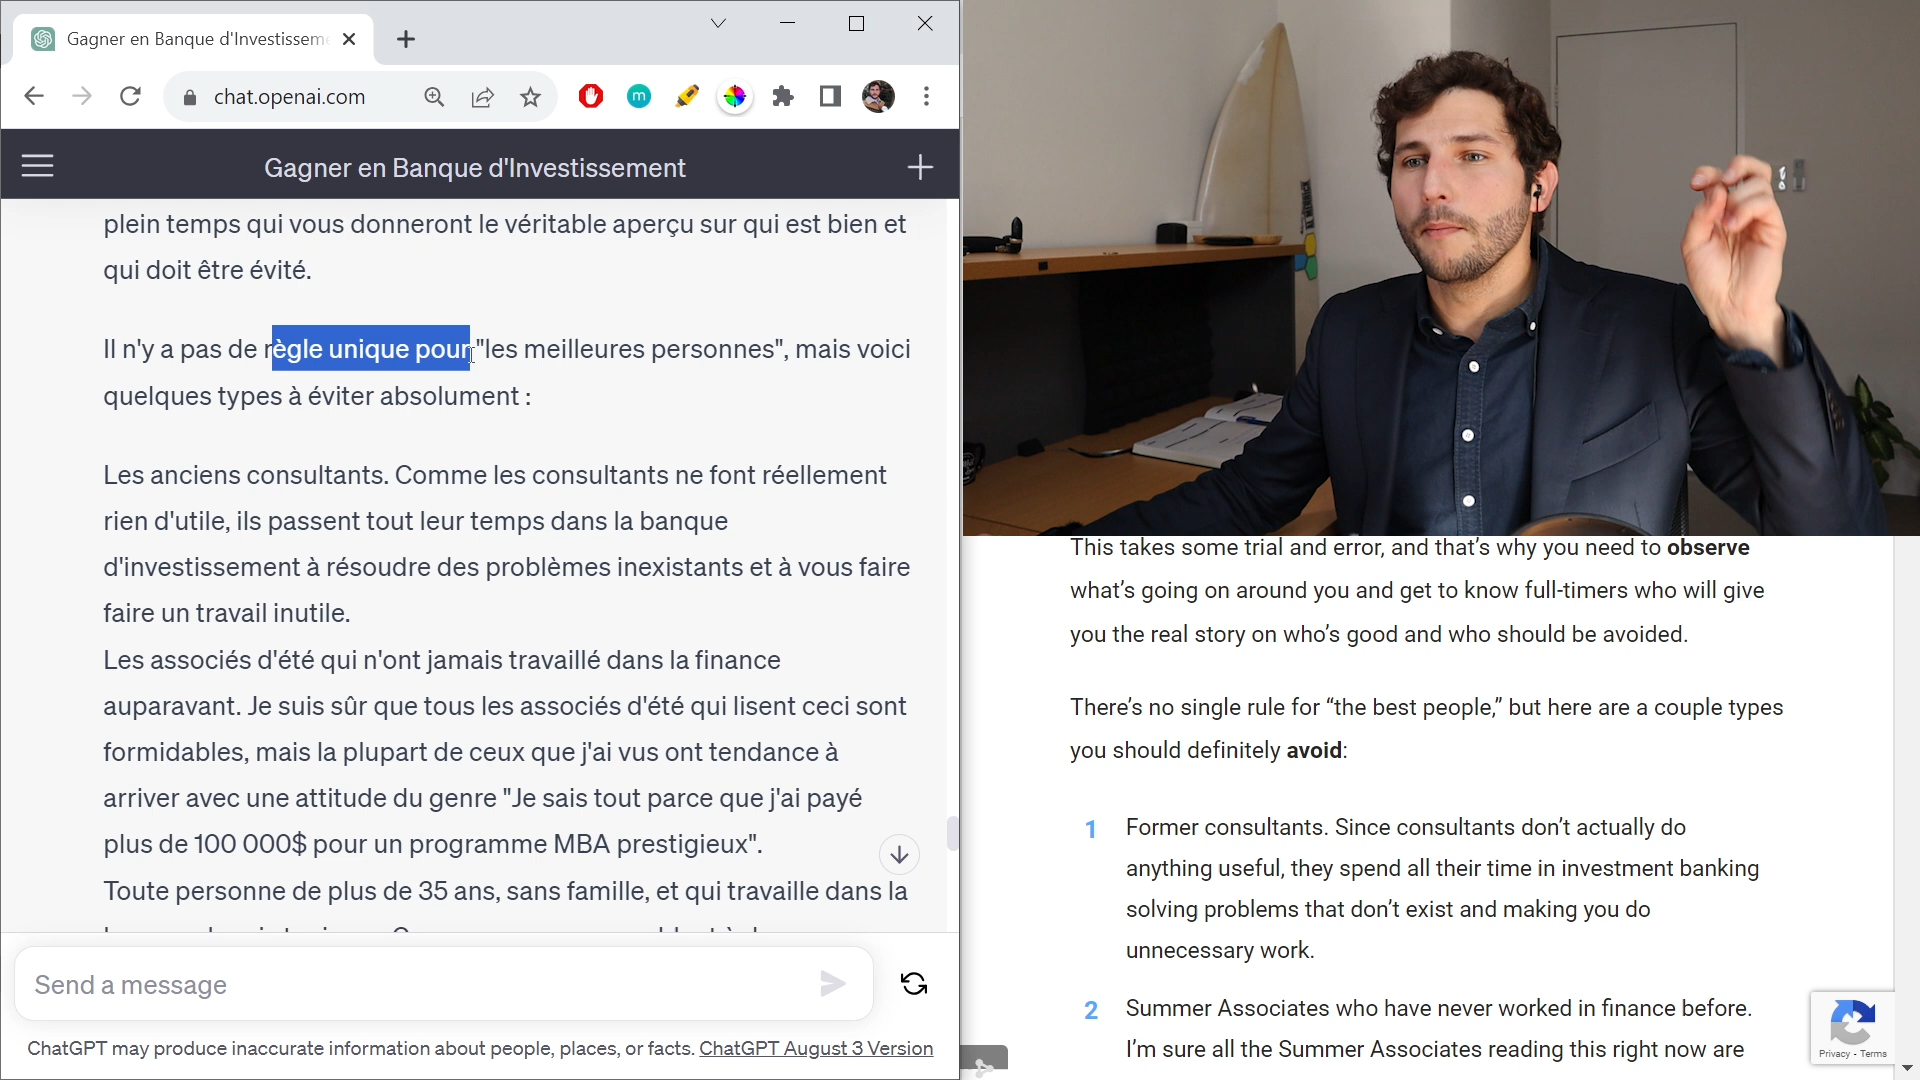 Gagner en Banque d'Investissem
chat.openai.com
m
Gagner en Banque d'Investissement
plein temps qui vous donneront le véritable aperçu sur qui est bien et
qui doit être évité.
Il n'y a pas de règle unique pour "les meilleures personnes", mais voici
quelques types à éviter absolument :
Les anciens consultants. Comme les consultants ne font réellement
rien d'utile, ils passent tout leur temps dans la banque
d'investissement à résoudre des problèmes inexistants et à vous faire
faire un travail inutile.
Les associés d'été qui n'ont jamais travaillé dans la finance
auparavant. Je suis sûr que tous les associés d'été qui lisent ceci sont
formidables, mais la plupart de ceux que j'ai vus ont tendance à
arriver avec une attitude du genre "Je sais tout parce que j'ai payé
plus de 100 000$ pour un programme MBA prestigieux".
Toute personne de plus de 35 ans, sans famille, et qui travaille dans la
Send a message
ChatGPT may produce inaccurate information about people, places, or facts. ChatGPT August 3 Version
This takes some trial and error, and that's why you need to observe
what's going on around you and get to know full-timers who will give
you the real story on who's good and who should be avoided.
There's no single rule for “the best people,” but here are a couple types
you should definitely avoid:
1 Former consultants. Since consultants don't actually do
anything useful, they spend all their time in investment banking
solving problems that don't exist and making you do
unnecessary work.
2 Summer Associates who have never worked in finance before.
I'm sure all the Summer Associates reading this right now are
Privacy - Terms